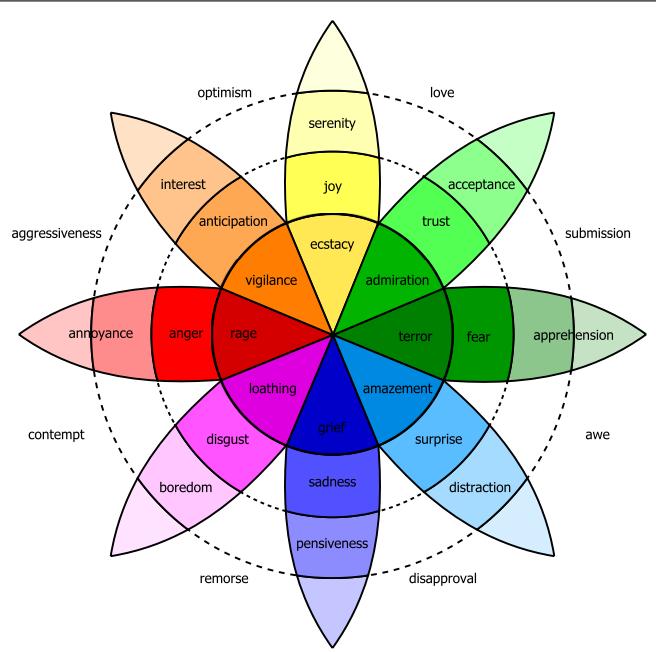 optimism
love
serenity
interest
acceptance
joy
anticipation
trust
aggressiveness
submission
ecstacy
vigilance
admiration
annoyance
anger
rage
terror
fear
apprehension
loathing
amazement
grief
contempt
awe
disgust
surprise
sadness
boredom
distraction
pensiveness
remorse
disapproval